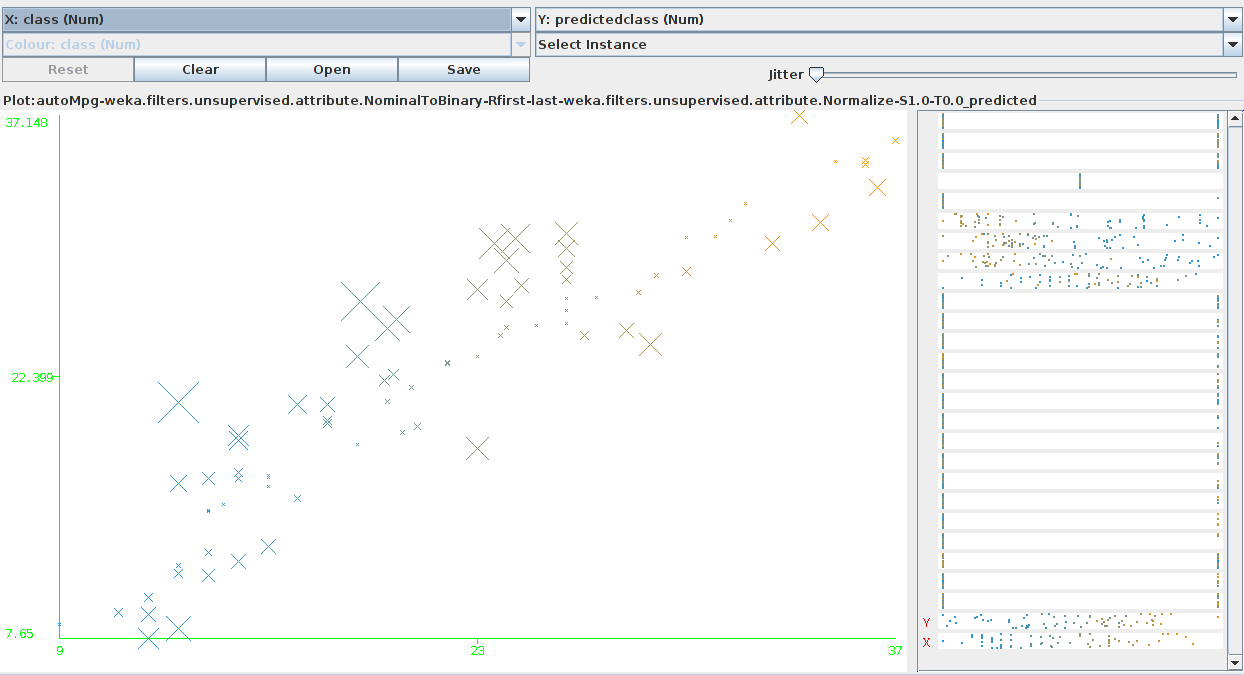 X: class (Num)
Y: predictedclass (Num)
Colour: class (Num)
Select Instance
Reset
Clear
Open
Save
Jitter
Plot:autoMpg-weka.filters.unsupervised.attribute.NominalToBinary-Rfirst-last-weka.filters.unsupervised.attribute.Normalize-S1.0-T0.0_predicted
37.148
22.399
7.65
9
23
37
Y
X